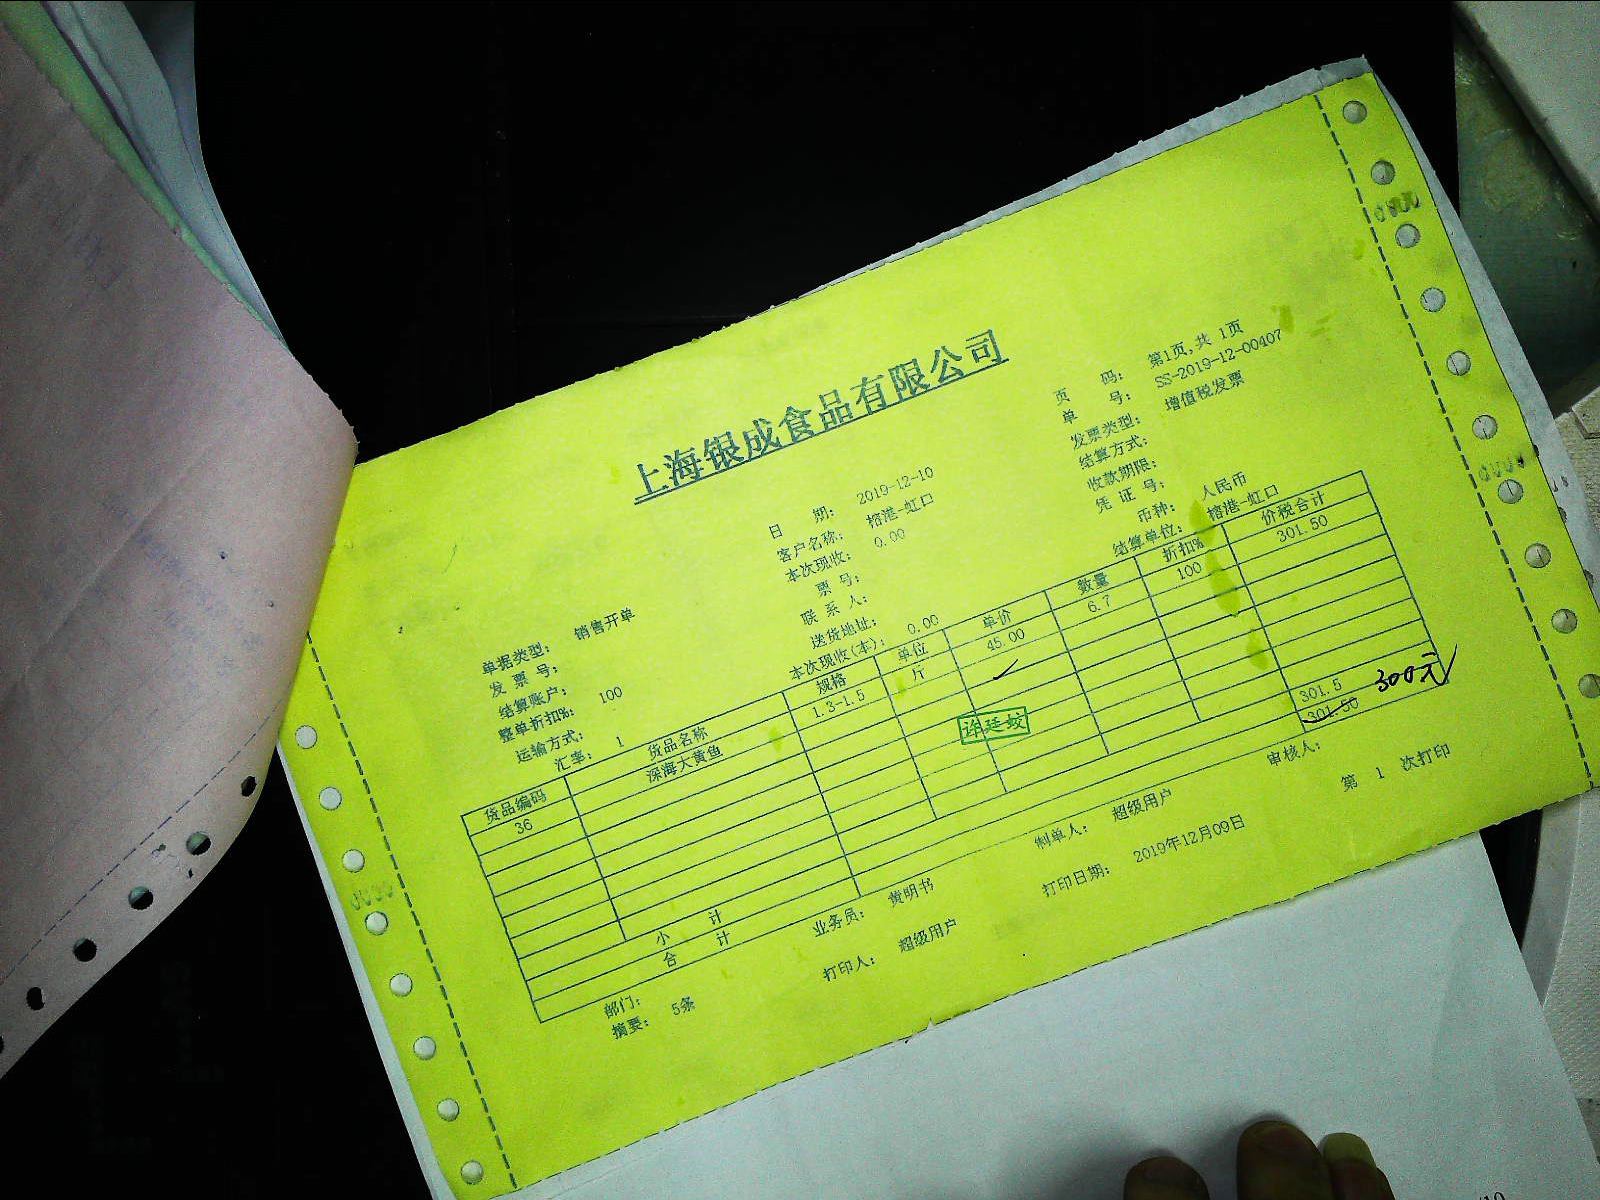 上海银成食品有限公司
页 码: 第1页,共 1页
单 号: SS-2019-12-00407
发票类型: 增值税发票
结算方式:
收款期限:
凭 证 号:
币种: 人民币
结算单位: 榕港-虹口
日 期: 2019-12-10
客户名称: 榕港-虹口
本次现收: 0.00
票 号:
联 系 人:
送货地址:
本次现收(本): 0.00
单据类型: 销售开单
发 票 号:
结算账户:
整单折扣%: 100
运输方式:
汇率: 1
货品编码 货品名称 规格 单位 单价 数量 折扣% 价税合计
36 深海大黄鱼 1.3-1.5 斤 45.00 6.7 100 301.50
小 计 301.5
合 计 301.50
300元
部门: 业务员: 黄明书 制单人: 超级用户 审核人:
摘要: 5条 打印人: 超级用户 打印日期: 2019年12月09日 第 1 次打印